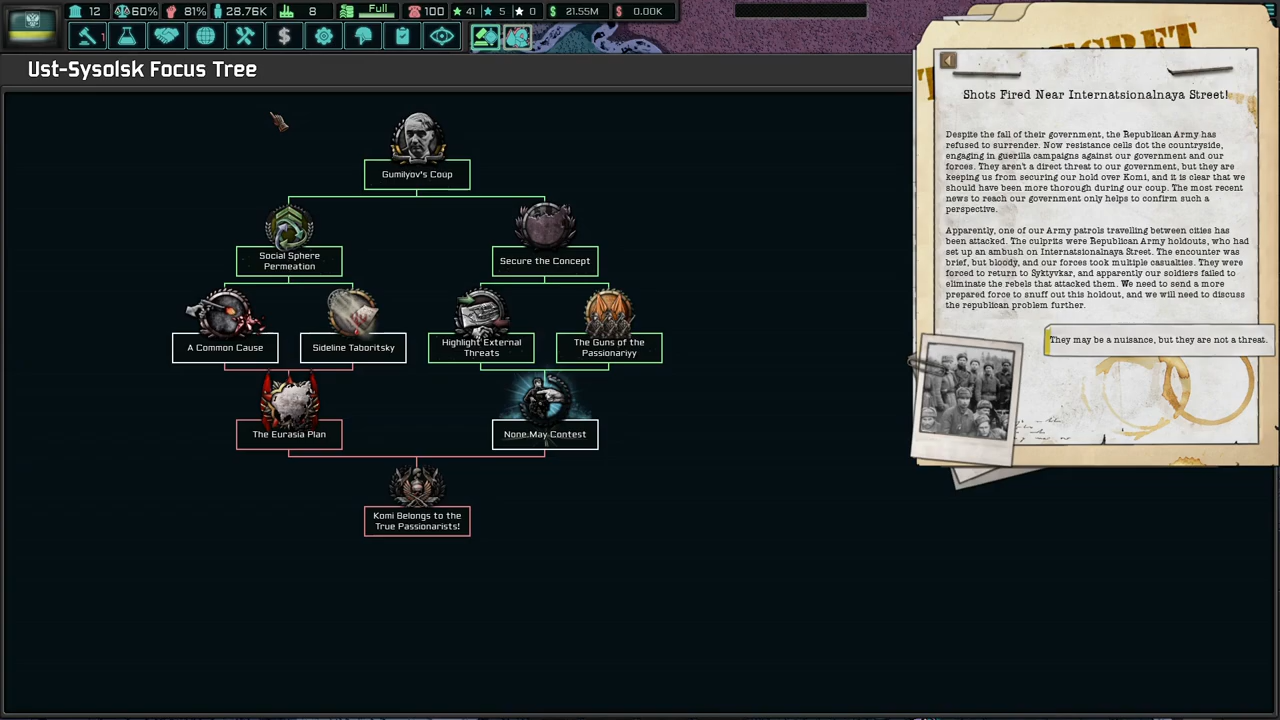 12 60% 81% 28.76K 8 Full 100 41 5 0 $ 21.55M $ 0.00K
1
Ust-Sysolsk Focus Tree
Gumilyov's Coup
Social Sphere
Permeation
Secure the Concept
A Common Cause
Sideline Taboritsky
Highlight External
Threats
The Guns of the
Passionariyy
The Eurasia Plan
None May Contest
Komi Belongs to the
True Passionarists!
Shots Fired Near Internatsionalnaya Street!
Despite the fall of their government, the Republican Army has
refused to surrender. Now resistance cells dot the countryside,
engaging in guerilla campaigns against our government and our
forces. They aren't a direct threat to our government, but they are
keeping us from securing our hold over Komi, and it is clear that we
should have been more thorough during our coup. The most recent
news to reach our government only helps to confirm such a
perspective.
Apparently, one of our Army patrols travelling between cities has
been attacked. The culprits were Republican Army holdouts, who had
set up an ambush on Internatsionalnaya Street. The encounter was
brief, but bloody, and our forces took multiple casualties. They were
forced to return to Syktyvkar, and apparently our soldiers failed to
eliminate the rebels that attacked them. We need to send a more
prepared force to snuff out this holdout, and we will need to discuss
the republican problem further.
They may be a nuisance, but they are not a threat.